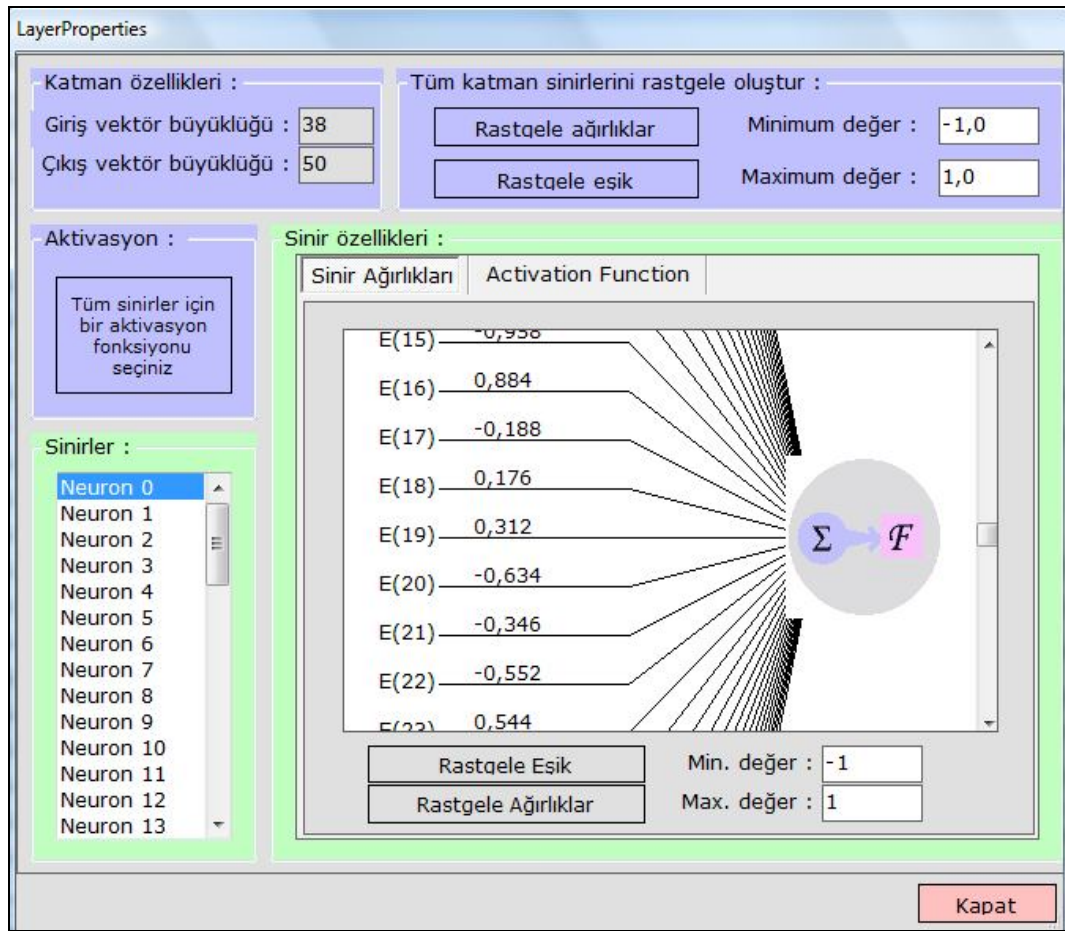 LayerProperties
Katman özellikleri :
Giriş vektör büyüklüğü : 38
Çıkış vektör büyüklüğü : 50
Tüm katman sinirlerini rastgele oluştur :
Rastgele ağırlıklar
Minimum değer : -1,0
Rastgele eşik
Maximum değer : 1,0
Aktivasyon :
Tüm sinirler için
bir aktivasyon
fonksiyonu
seçiniz
Sinirler :
Neuron 0
Neuron 1
Neuron 2
Neuron 3
Neuron 4
Neuron 5
Neuron 6
Neuron 7
Neuron 8
Neuron 9
Neuron 10
Neuron 11
Neuron 12
Neuron 13
Sinir özellikleri :
Sinir Ağırlıkları
Activation Function
E(15) -0,958
E(16) 0,884
E(17) -0,188
E(18) 0,176
E(19) 0,312
E(20) -0,634
E(21) -0,346
E(22) -0,552
E(23) 0,544
Σ F
Rastgele Eşik
Min. değer : -1
Rastgele Ağırlıklar
Max. değer : 1
Kapat